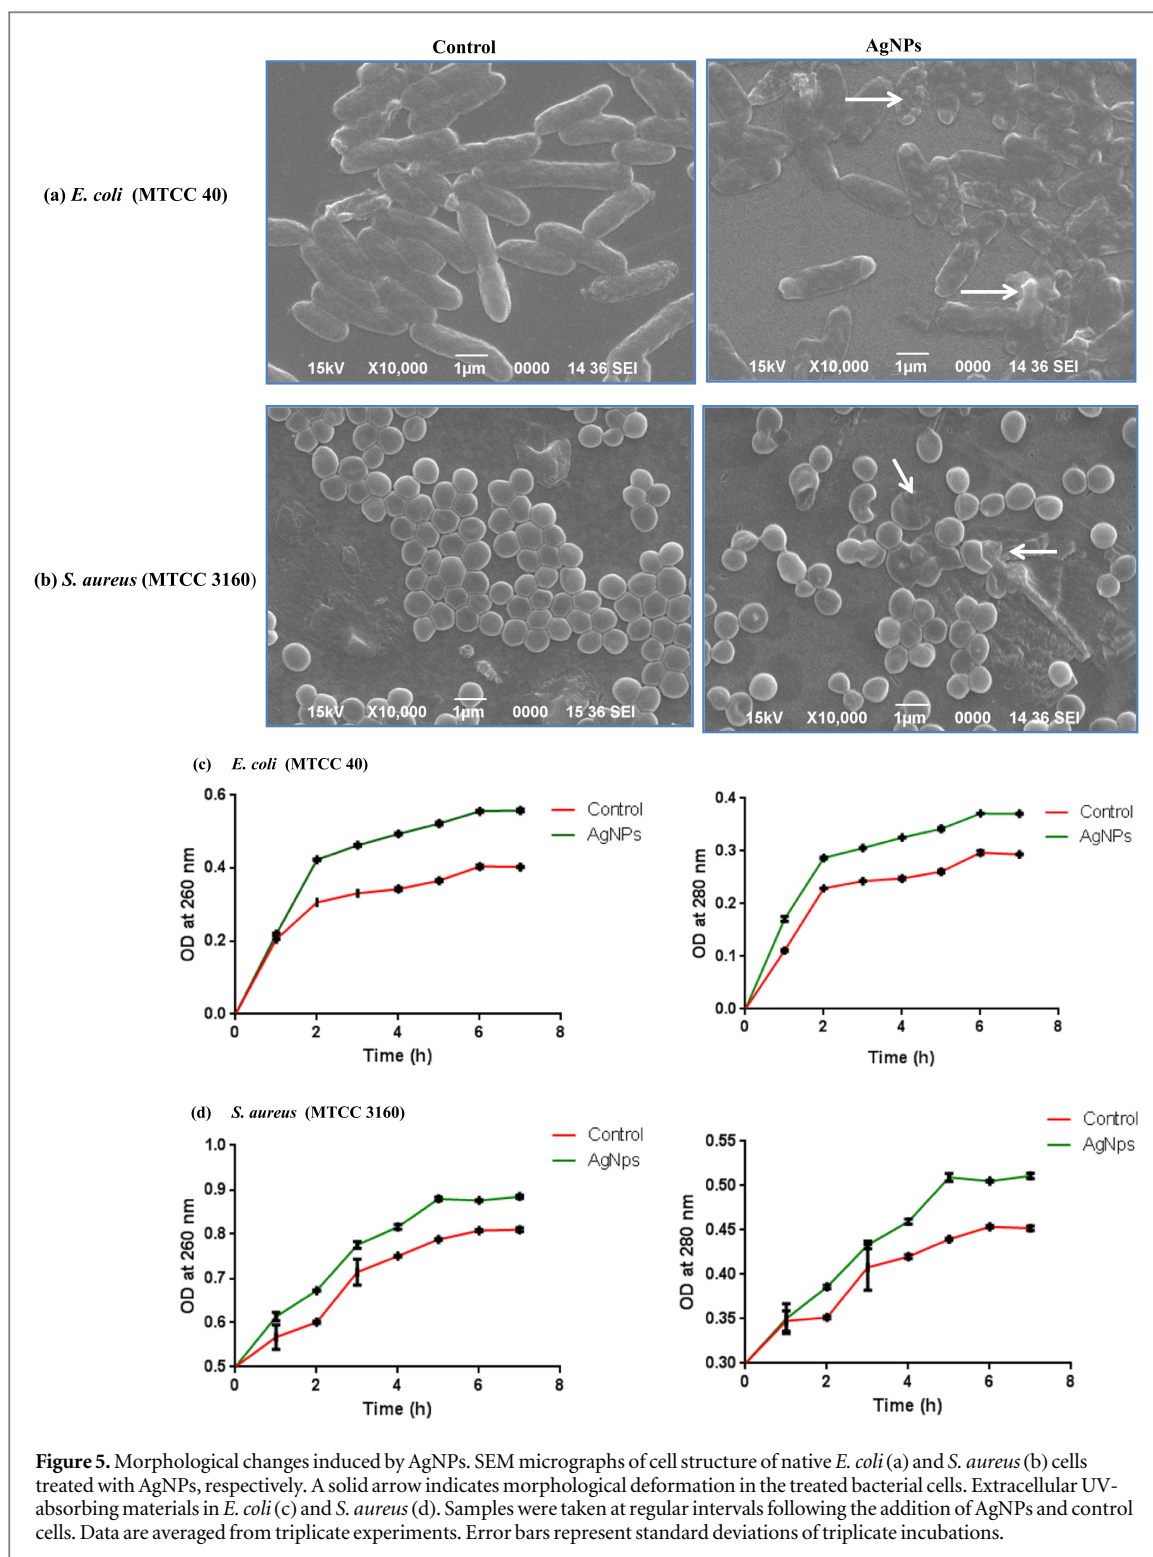 Control
AgNPs
(a) E. coli (MTCC 40)
15kV X10,000 1µm 0000 14 36 SEI
15kV X10,000 1µm 0000 14 36 SEI
(b) S. aureus (MTCC 3160)
15kV X10,000 1µm 0000 15 36 SEI
15kV X10,000 1µm 0000 14 36 SEI
(c) E. coli (MTCC 40)
OD at 260 nm
0.6
0.4
0.2
0.0
0 2 4 6 8
Time (h)
Control
AgNPs
OD at 280 nm
0.4
0.3
0.2
0.1
0.0
0 2 4 6 8
Time (h)
Control
AgNPs
(d) S. aureus (MTCC 3160)
OD at 260 nm
1.0
0.9
0.8
0.7
0.6
0.5
0 2 4 6 8
Time (h)
Control
AgNps
OD at 280 nm
0.55
0.50
0.45
0.40
0.35
0.30
0 2 4 6 8
Time (h)
Control
AgNPs
Figure 5. Morphological changes induced by AgNPs. SEM micrographs of cell structure of native E. coli (a) and S. aureus (b) cells
treated with AgNPs, respectively. A solid arrow indicates morphological deformation in the treated bacterial cells. Extracellular UV-
absorbing materials in E. coli (c) and S. aureus (d). Samples were taken at regular intervals following the addition of AgNPs and control
cells. Data are averaged from triplicate experiments. Error bars represent standard deviations of triplicate incubations.